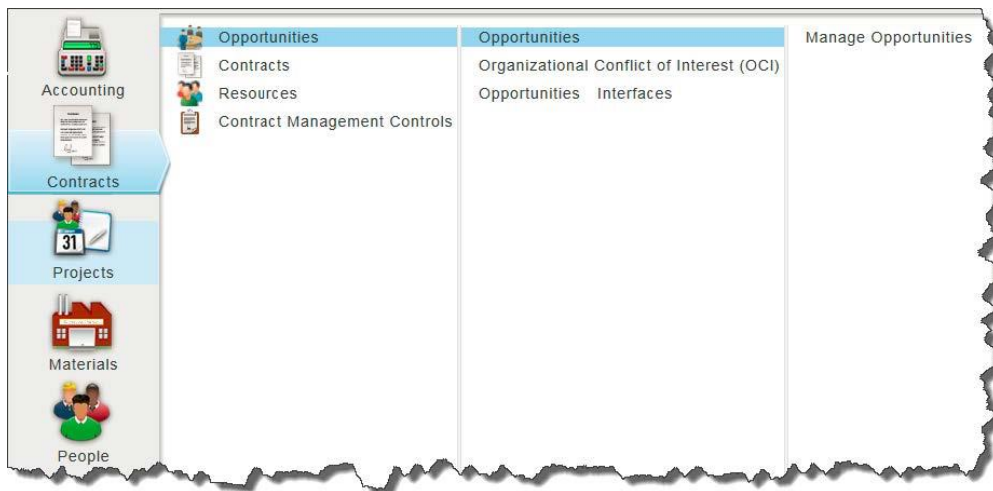 Accounting
Contracts
Projects
31
Materials
People
Opportunities
Contracts
Resources
Contract Management Controls
Opportunities
Organizational Conflict of Interest (OCI)
Opportunities Interfaces
Manage Opportunities